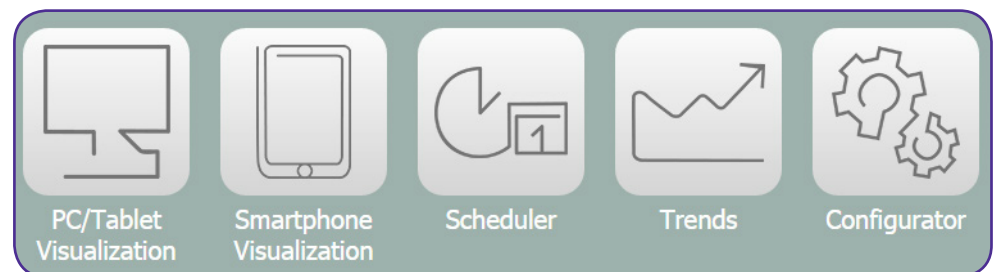 1
PC/Tablet
Visualization
Smartphone
Visualization
Scheduler
Trends
Configurator